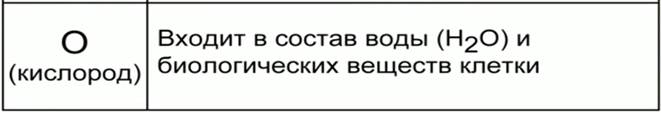 О
(кислород)
Входит в состав воды (H₂O) и
биологических веществ клетки